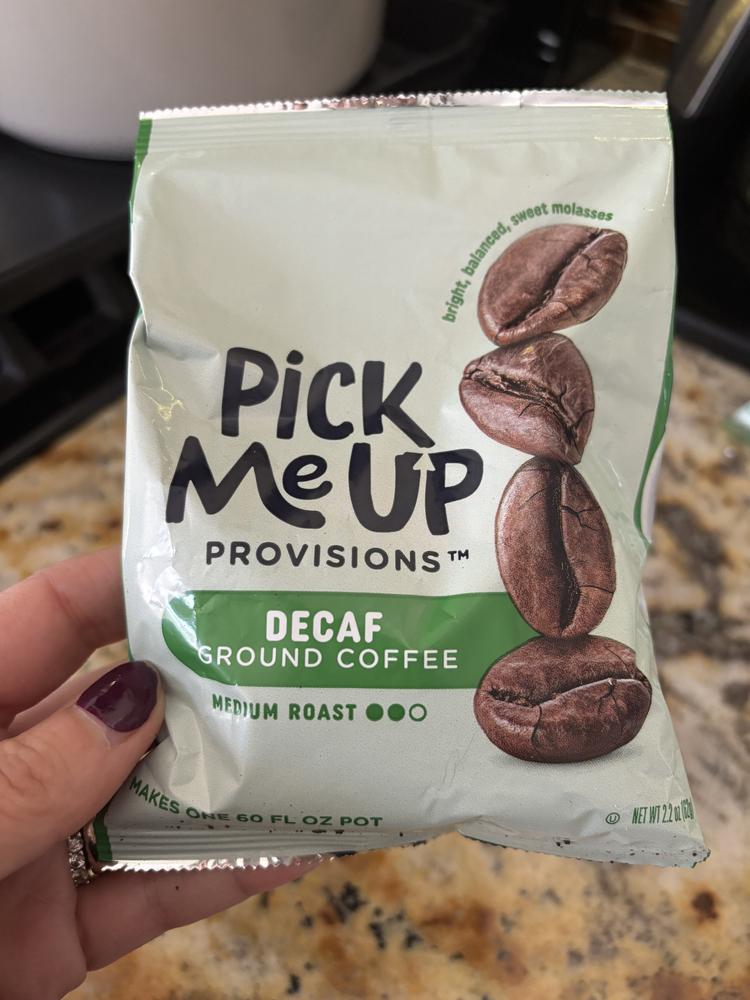 bright, balanced, sweet molasses
PiCK
Me UP
PROVISIONS™
DECAF
GROUND COFFEE
MEDIUM ROAST
MAKES ONE 60 FL OZ POT
U NET WT 2.2 oz (62g)